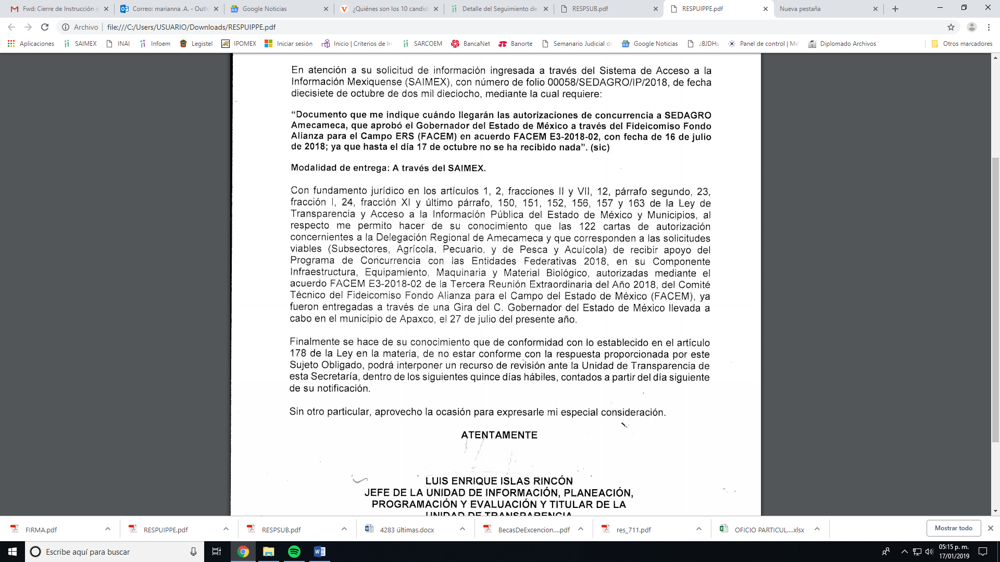 Fwd: Cierre de Instrucción d
Correo: marianna .A. - Outlo
Google Noticias
¿Quiénes son los 10 candida
Detalle del Seguimiento de
RESPSUB.pdf
RESPUIPPE.pdf
Nueva pestaña
Archivo
file:///C:/Users/USUARIO/Downloads/RESPUIPPE.pdf
Aplicaciones
SAIMEX
INAI
Infoem
Legistel
IPOMEX
Iniciar sesión
Inicio | Criterios de In
SARCOEM
BancaNet
Banorte
Semanario Judicial de
Google Noticias
.:BJDH:.
Panel de control | Mé
Diplomado Archivos
Otros marcadores
En atención a su solicitud de información ingresada a través del Sistema de Acceso a la
Información Mexiquense (SAIMEX), con número de folio 00058/SEDAGRO/IP/2018, de fecha
diecisiete de octubre de dos mil dieciocho, mediante la cual requiere:
“Documento que me indique cuándo llegarán las autorizaciones de concurrencia a SEDAGRO
Amecameca, que aprobó el Gobernador del Estado de México a través del Fideicomiso Fondo
Alianza para el Campo ERS (FACEM) en acuerdo FACEM E3-2018-02, con fecha de 16 de julio
de 2018; ya que hasta el día 17 de octubre no se ha recibido nada”. (sic)
Modalidad de entrega: A través del SAIMEX.
Con fundamento jurídico en los artículos 1, 2, fracciones II y VII, 12, párrafo segundo, 23,
fracción I, 24, fracción XI y último párrafo, 150, 151, 152, 156, 157 y 163 de la Ley de
Transparencia y Acceso a la Información Pública del Estado de México y Municipios, al
respecto me permito hacer de su conocimiento que las 122 cartas de autorización
concernientes a la Delegación Regional de Amecameca y que corresponden a las solicitudes
viables (Subsectores, Agrícola, Pecuario, y de Pesca y Acuícola) de recibir apoyo del
Programa de Concurrencia con las Entidades Federativas 2018, en su Componente
Infraestructura, Equipamiento, Maquinaria y Material Biológico, autorizadas mediante el
acuerdo FACEM E3-2018-02 de la Tercera Reunión Extraordinaria del Año 2018, del Comité
Técnico del Fideicomiso Fondo Alianza para el Campo del Estado de México (FACEM), ya
fueron entregadas a través de una Gira del C. Gobernador del Estado de México llevada a
cabo en el municipio de Apaxco, el 27 de julio del presente año.
Finalmente se hace de su conocimiento que de conformidad con lo establecido en el artículo
178 de la Ley en la materia, de no estar conforme con la respuesta proporcionada por este
Sujeto Obligado, podrá interponer un recurso de revisión ante la Unidad de Transparencia de
esta Secretaría, dentro de los siguientes quince días hábiles, contados a partir del día siguiente
de su notificación.
Sin otro particular, aprovecho la ocasión para expresarle mi especial consideración.
ATENTAMENTE
LUIS ENRIQUE ISLAS RINCÓN
JEFE DE LA UNIDAD DE INFORMACIÓN, PLANEACIÓN,
PROGRAMACIÓN Y EVALUACIÓN Y TITULAR DE LA
UNIDAD DE TRANSPARENCIA
FIRMA.pdf
RESPUIPPE.pdf
RESPSUB.pdf
4283 últimas.docx
BecasDeExcencion....pdf
res_711.pdf
OFICIO PARTICUL....xlsx
Mostrar todo
Escribe aquí para buscar
05:15 p. m.
17/01/2019